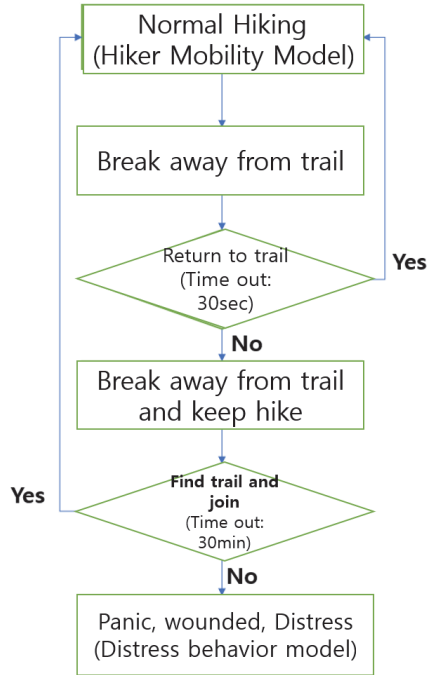 Normal Hiking
(Hiker Mobility Model)
Break away from trail
Return to trail
(Time out:
30sec)
Yes
No
Break away from trail
and keep hike
Find trail and
join
(Time out:
30min)
Yes
No
Panic, wounded, Distress
(Distress behavior model)